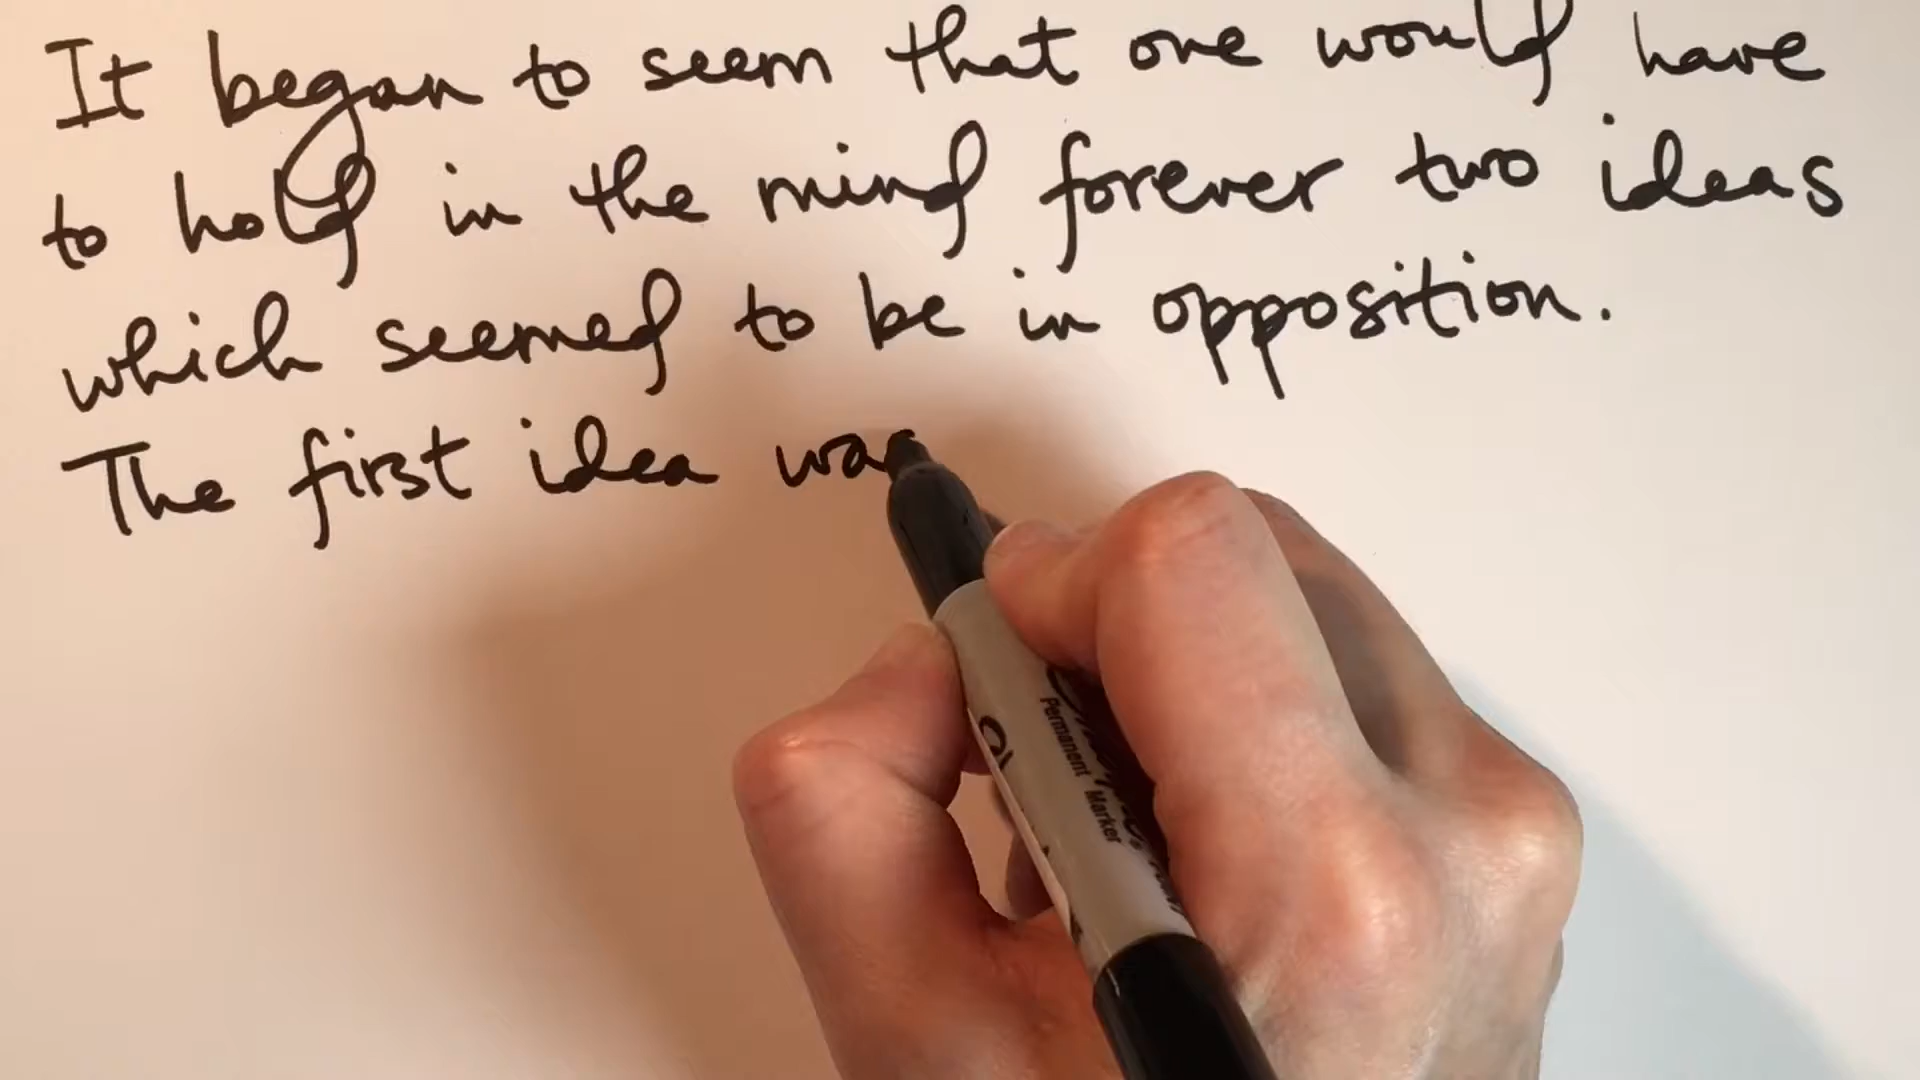 It began to seem that one would have
to hold in the mind forever two ideas
which seemed to be in opposition.
The first idea was
Permanent Marker